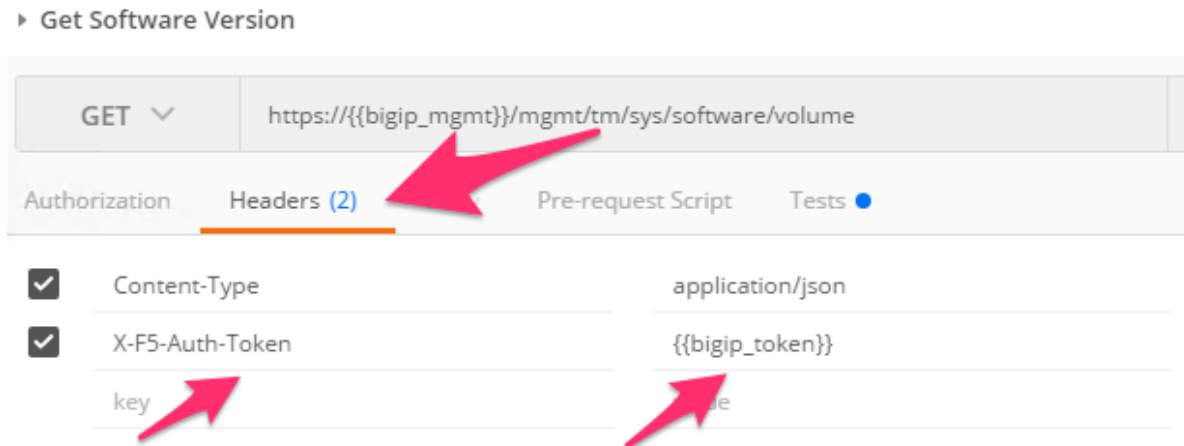 Get Software Version
GET https://{{bigip_mgmt}}/mgmt/tm/sys/software/volume
Authorization Headers (2) Pre-request Script Tests
Content-Type application/json
X-F5-Auth-Token {{bigip_token}}
key